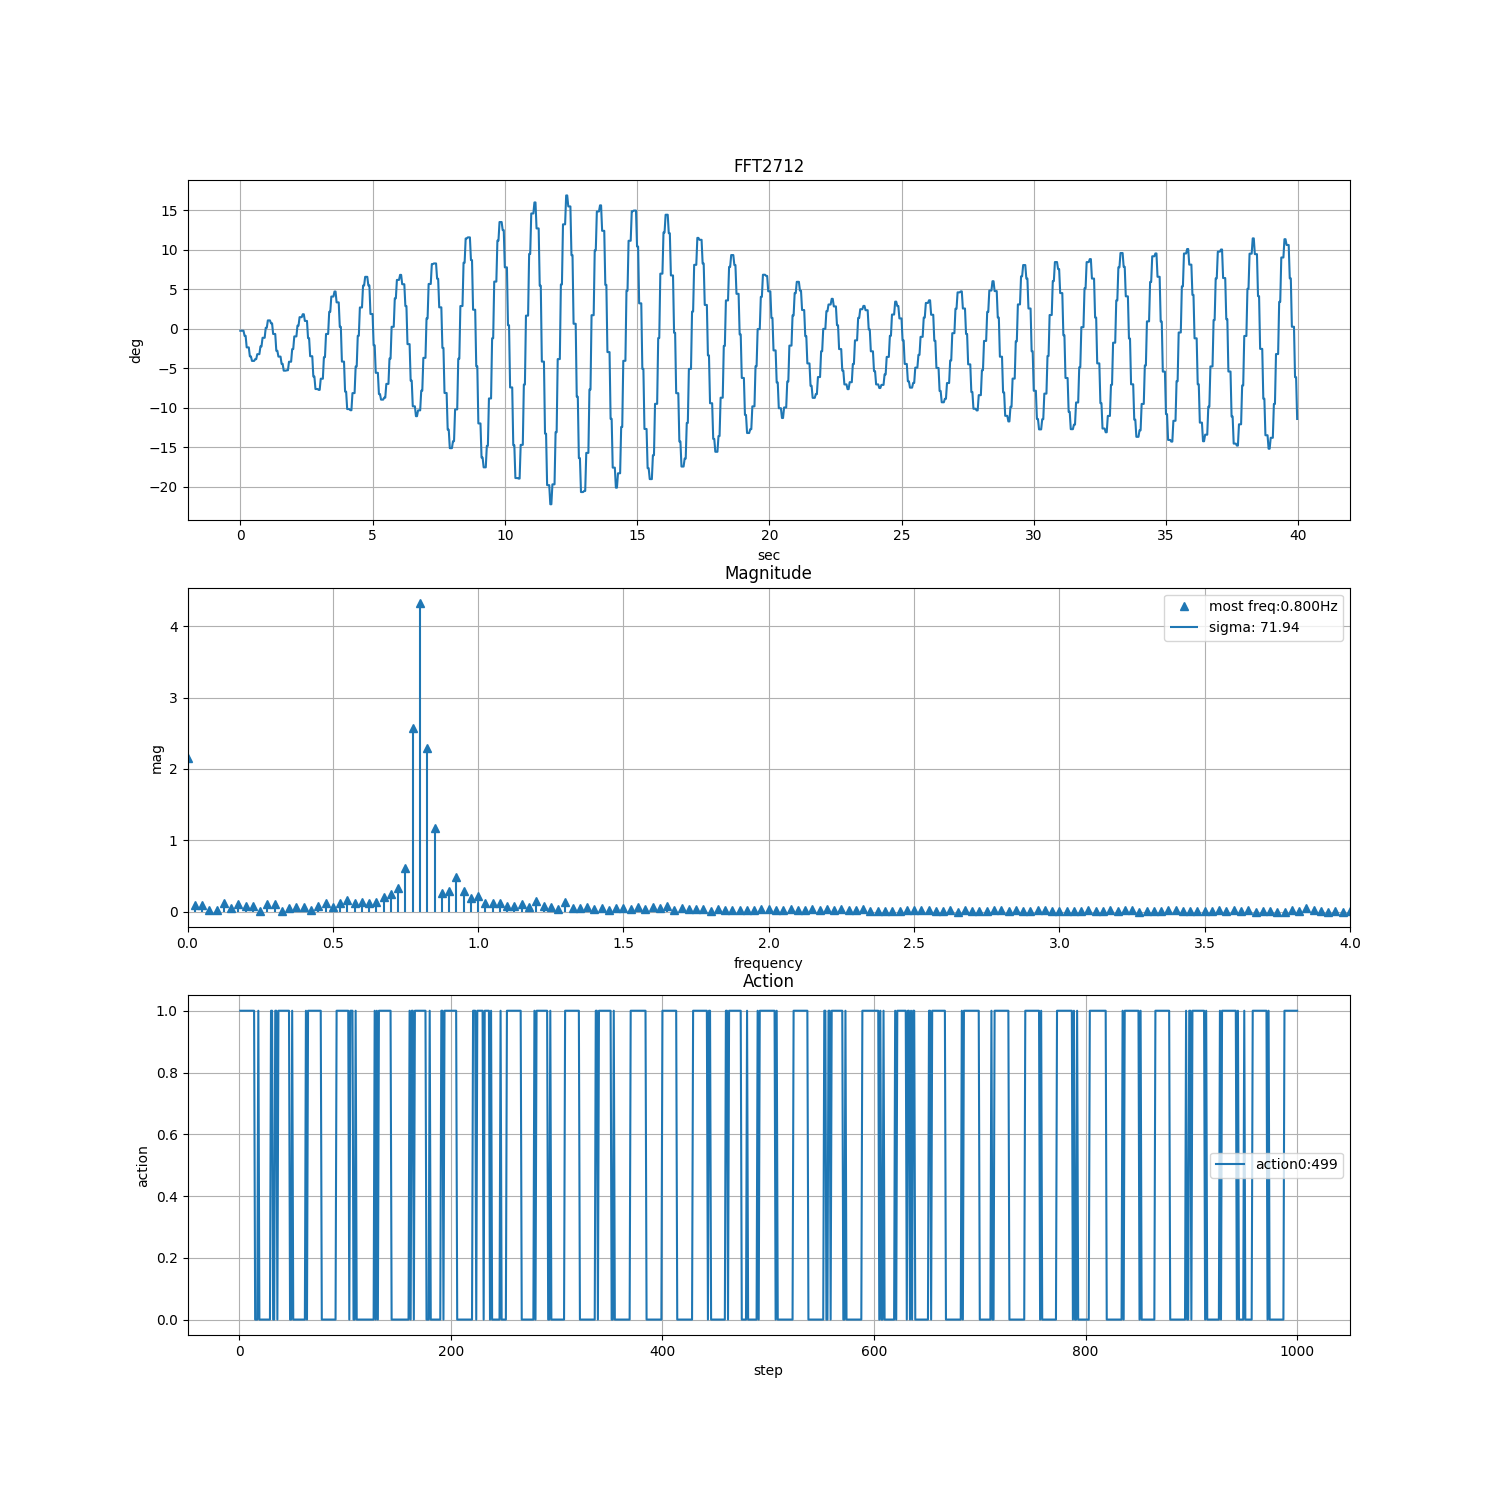 FFT2712
15
10
5
0
−5
−10
−15
−20
deg
0 5 10 15 20 25 30 35 40
sec
Magnitude
most freq:0.800Hz
sigma: 71.94
4
3
2
1
0
mag
0.0 0.5 1.0 1.5 2.0 2.5 3.0 3.5 4.0
frequency
Action
1.0
0.8
0.6
0.4
0.2
0.0
action
action0:499
0 200 400 600 800 1000
step